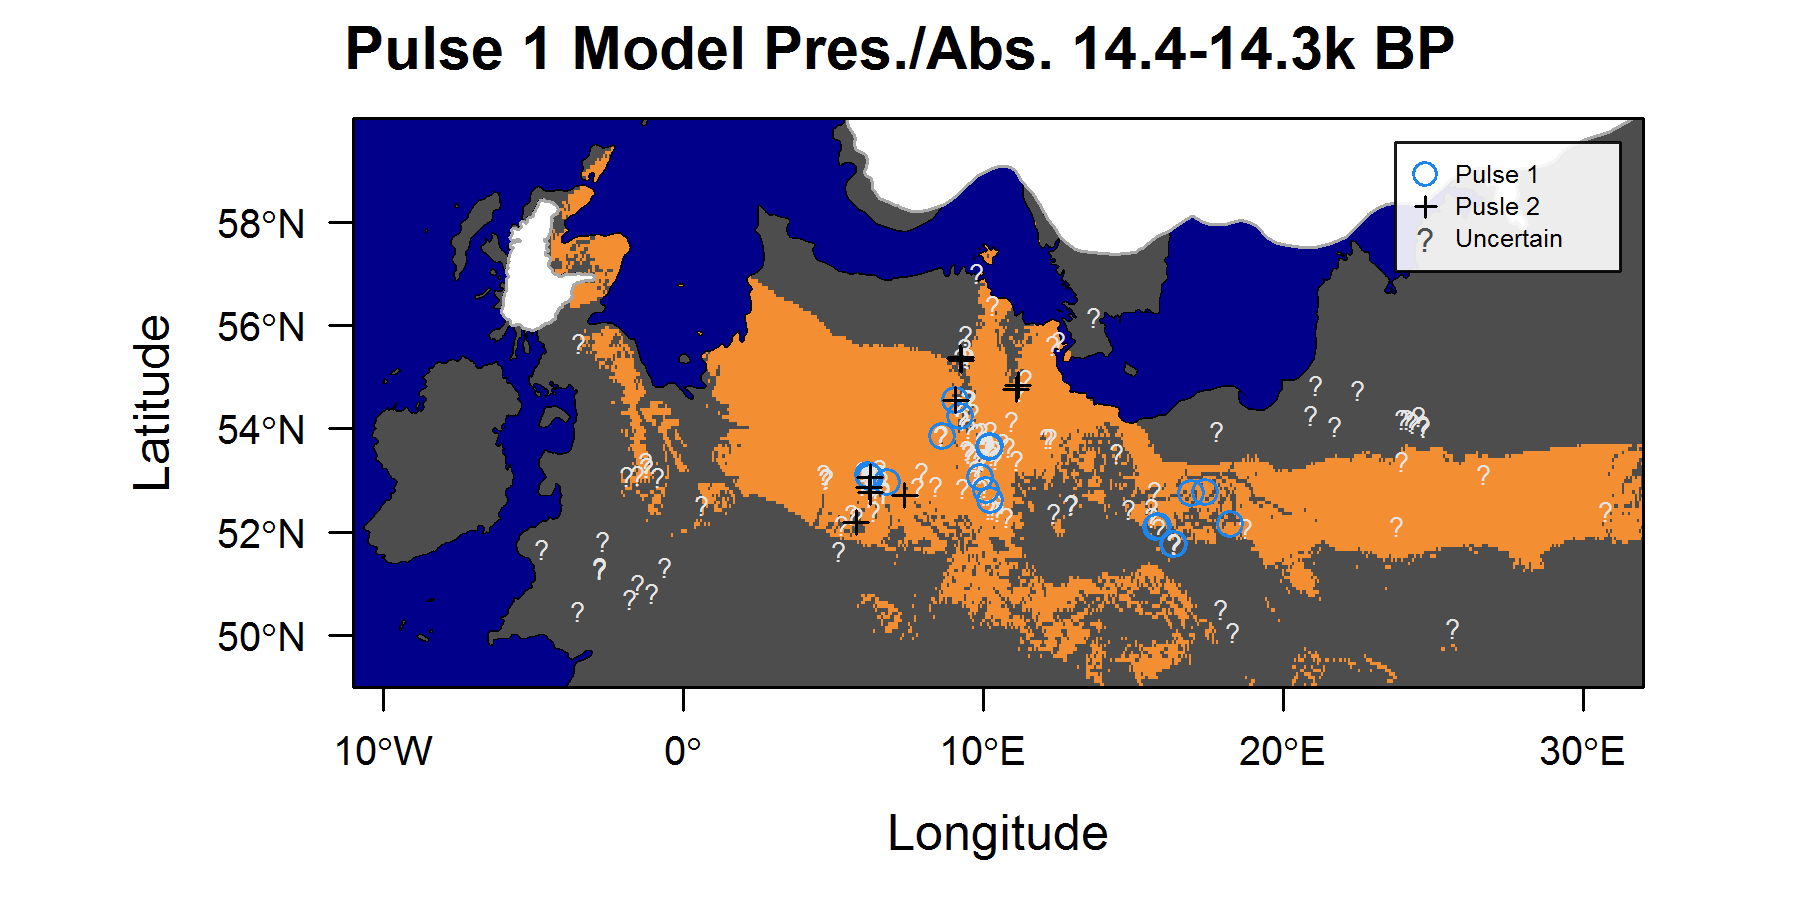 Pulse 1 Model Pres./Abs. 14.4-14.3k BP
Pulse 1
Pusle 2
? Uncertain
58°N
56°N
54°N
52°N
50°N
Latitude
10°W
0°
10°E
20°E
30°E
Longitude